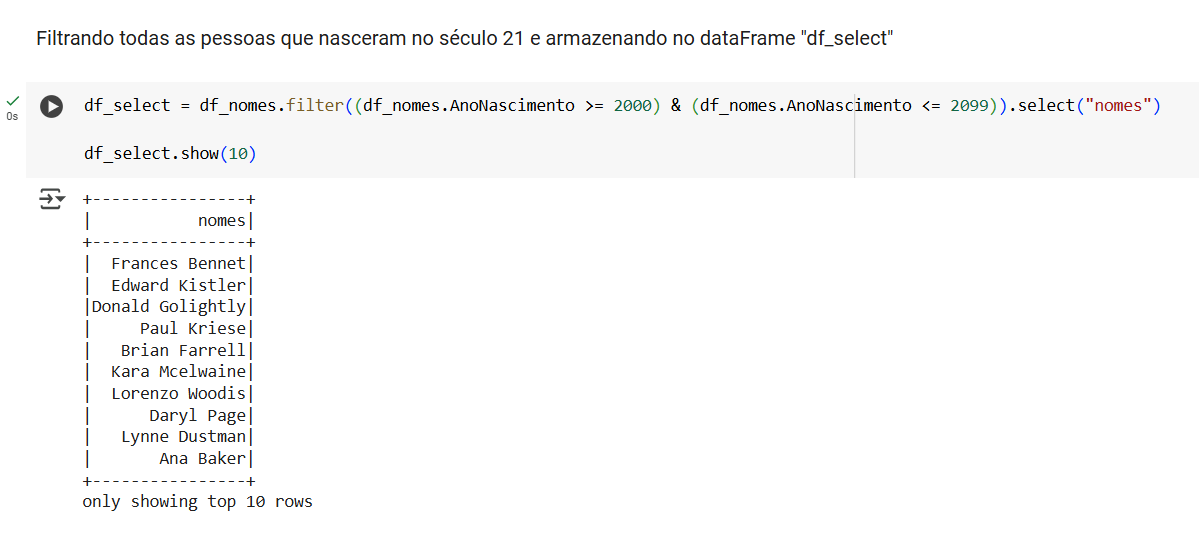 Filtrando todas as pessoas que nasceram no século 21 e armazenando no dataFrame "df_select"
0s
df_select = df_nomes.filter((df_nomes.AnoNascimento >= 2000) & (df_nomes.AnoNascimento <= 2099)).select("nomes")
df_select.show(10)
+----------------+
|           nomes|
+----------------+
|  Frances Bennet|
|  Edward Kistler|
|Donald Golightly|
|     Paul Kriese|
|   Brian Farrell|
|  Kara Mcelwaine|
|  Lorenzo Woodis|
|      Daryl Page|
|   Lynne Dustman|
|       Ana Baker|
+----------------+
only showing top 10 rows